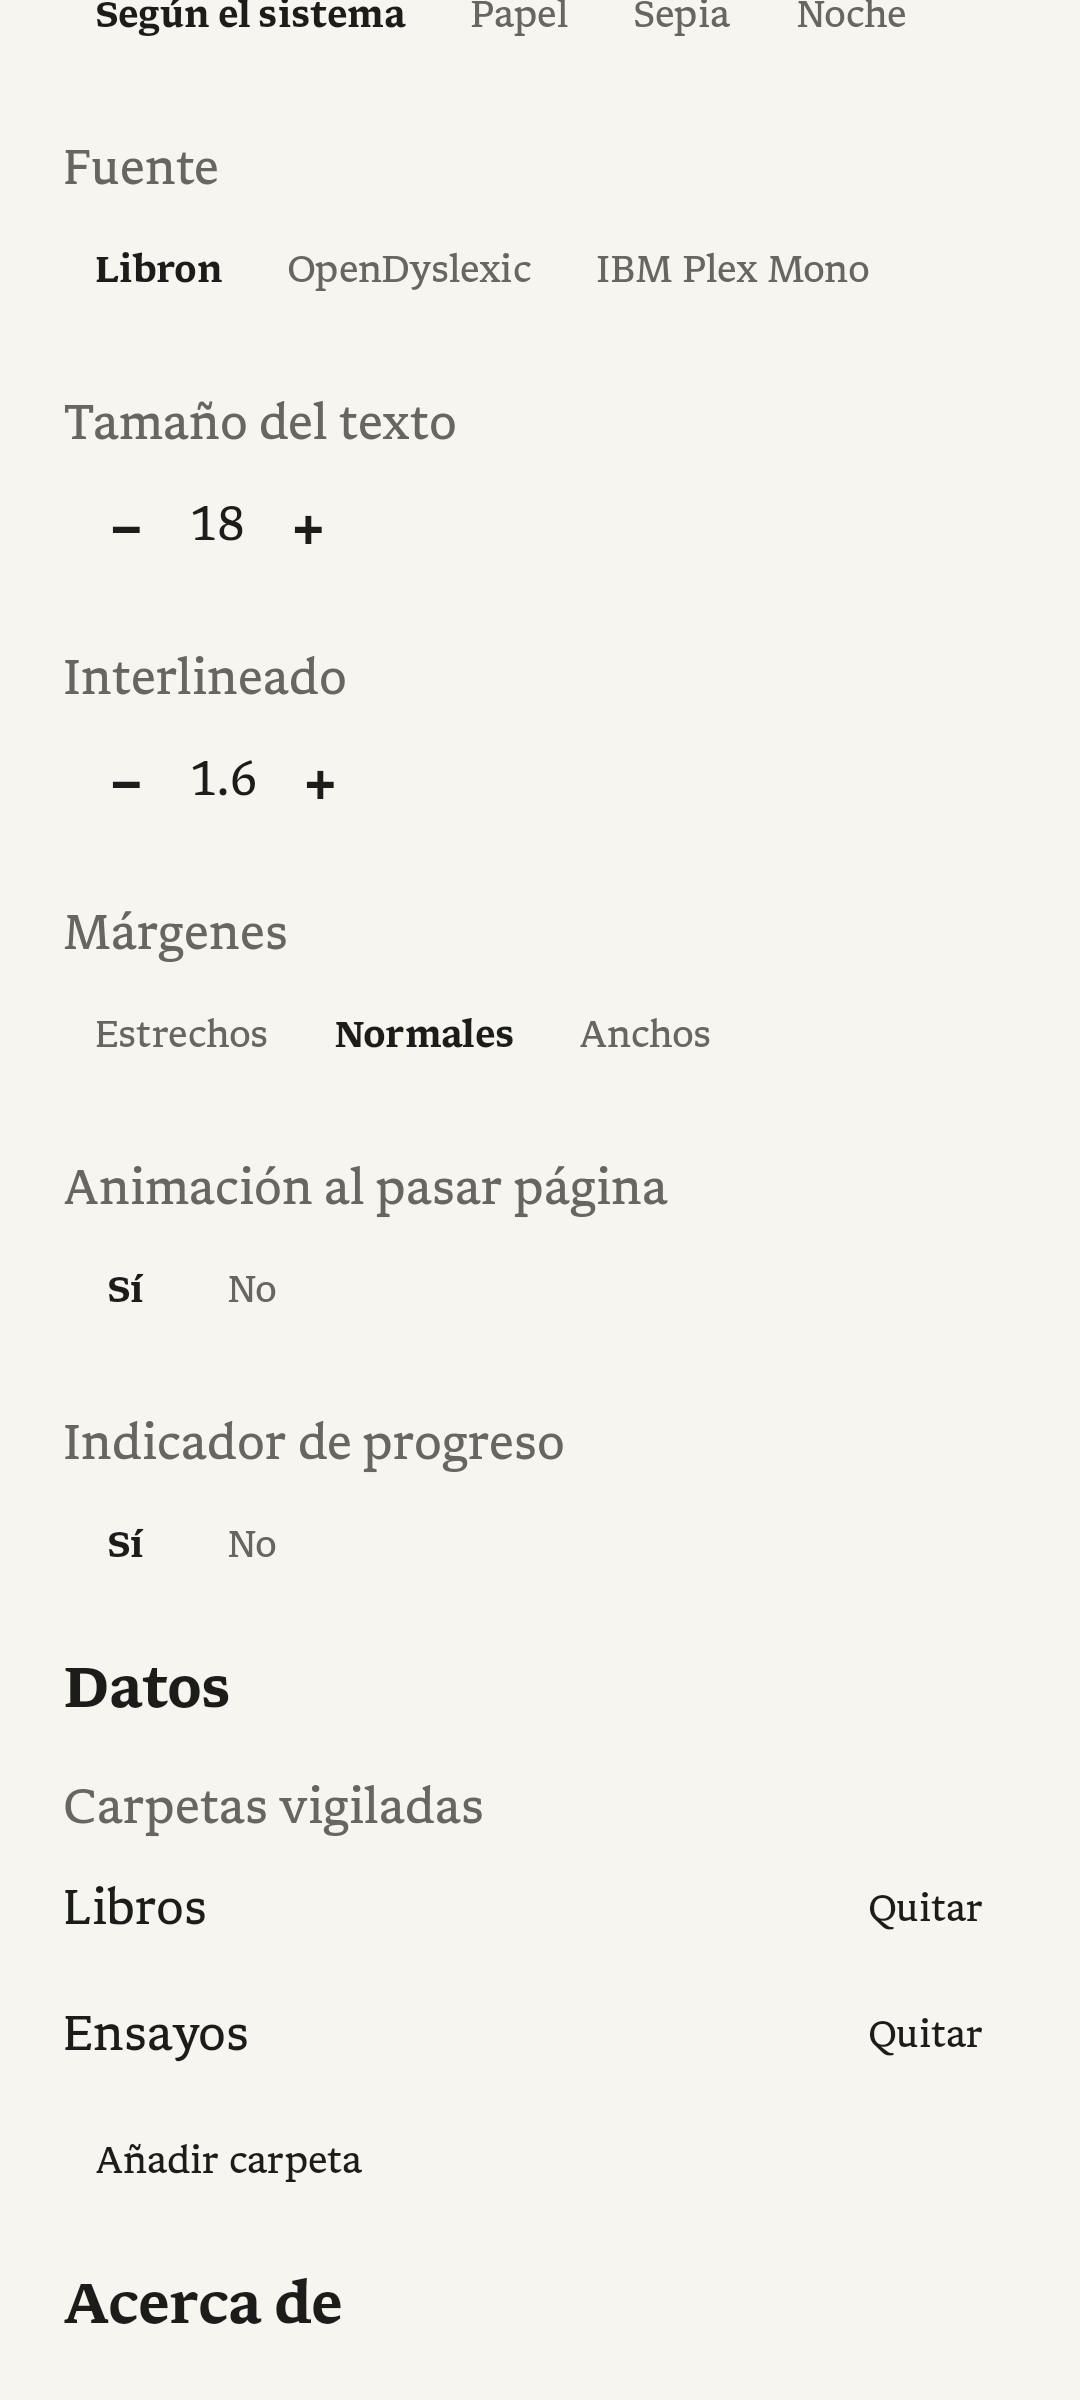 Según el sistema Papel Sepia Noche
Fuente
Libron OpenDyslexic IBM Plex Mono
Tamaño del texto
– 18 +
Interlineado
– 1.6 +
Márgenes
Estrechos Normales Anchos
Animación al pasar página
Sí No
Indicador de progreso
Sí No
Datos
Carpetas vigiladas
Libros Quitar
Ensayos Quitar
Añadir carpeta
Acerca de